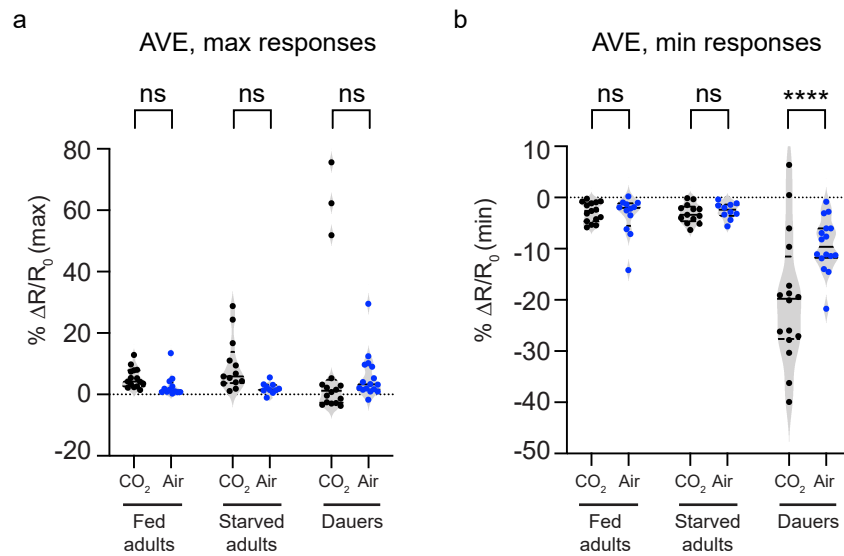 a
AVE, max responses
ns
ns
ns
% ΔR/R₀ (max)
80
60
40
20
0
-20
CO₂ Air CO₂ Air CO₂ Air
Fed adults
Starved adults
Dauers
b
AVE, min responses
ns
ns
****
% ΔR/R₀ (min)
10
0
-10
-20
-30
-40
-50
CO₂ Air CO₂ Air CO₂ Air
Fed adults
Starved adults
Dauers